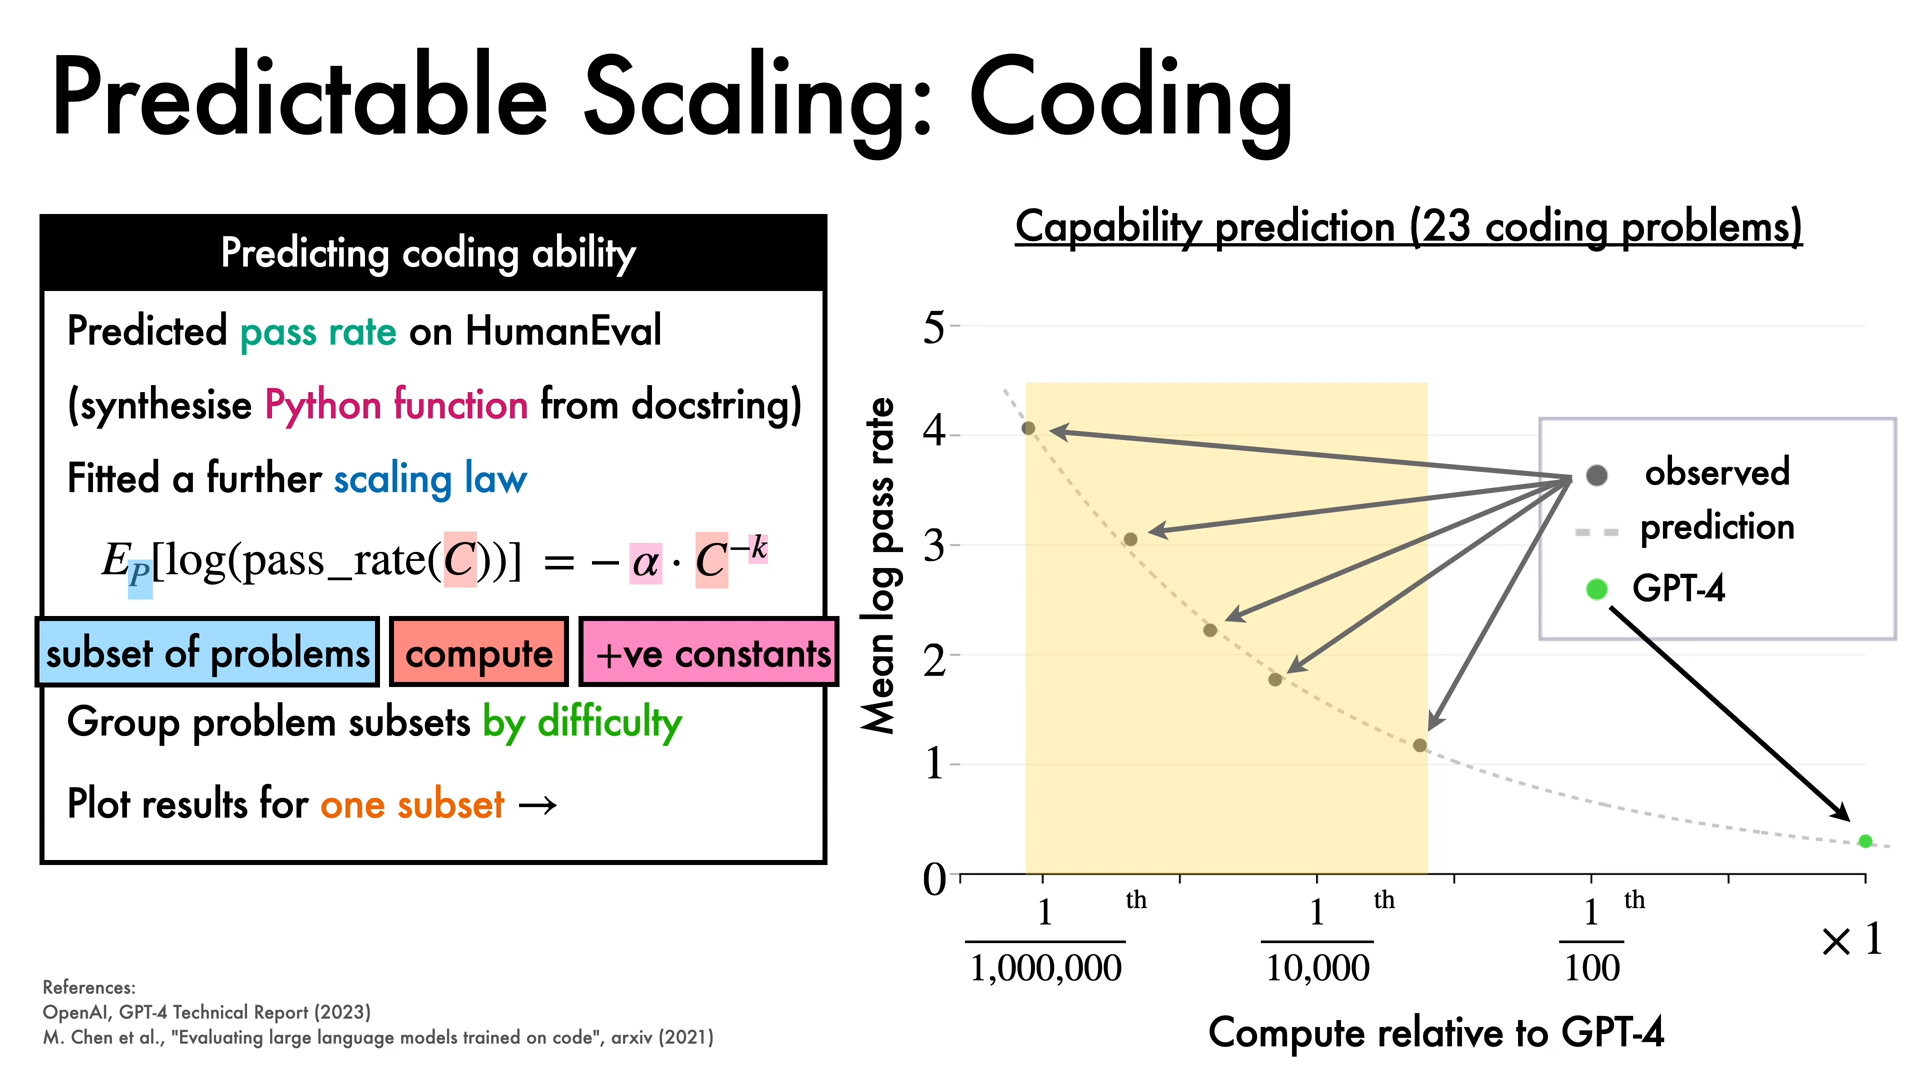 Predictable Scaling: Coding
Predicting coding ability
Predicted pass rate on HumanEval
(synthesise Python function from docstring)
Fitted a further scaling law
E_P[log(pass_rate(C))] = − α · C^{−k}
subset of problems
compute
+ve constants
Group problem subsets by difficulty
Plot results for one subset →
References:
OpenAI, GPT-4 Technical Report (2023)
M. Chen et al., "Evaluating large language models trained on code", arxiv (2021)
Capability prediction (23 coding problems)
Mean log pass rate
5
4
3
2
1
0
observed
prediction
GPT-4
1 th
1,000,000
1 th
10,000
1 th
100
× 1
Compute relative to GPT-4